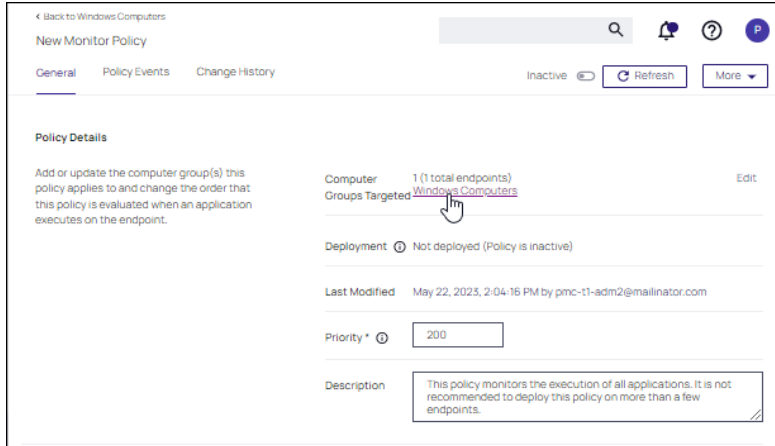 < Back to Windows Computers
New Monitor Policy
P
General
Policy Events
Change History
Inactive
Refresh
More
Policy Details
Add or update the computer group(s) this
policy applies to and change the order that
this policy is evaluated when an application
executes on the endpoint.
Computer
Groups Targeted
1 (1 total endpoints)
Windows Computers
Edit
Deployment
Not deployed (Policy is inactive)
Last Modified
May 22, 2023, 2:04:16 PM by pmc-t1-adm2@mailinator.com
Priority *
200
Description
This policy monitors the execution of all applications. It is not
recommended to deploy this policy on more than a few
endpoints.